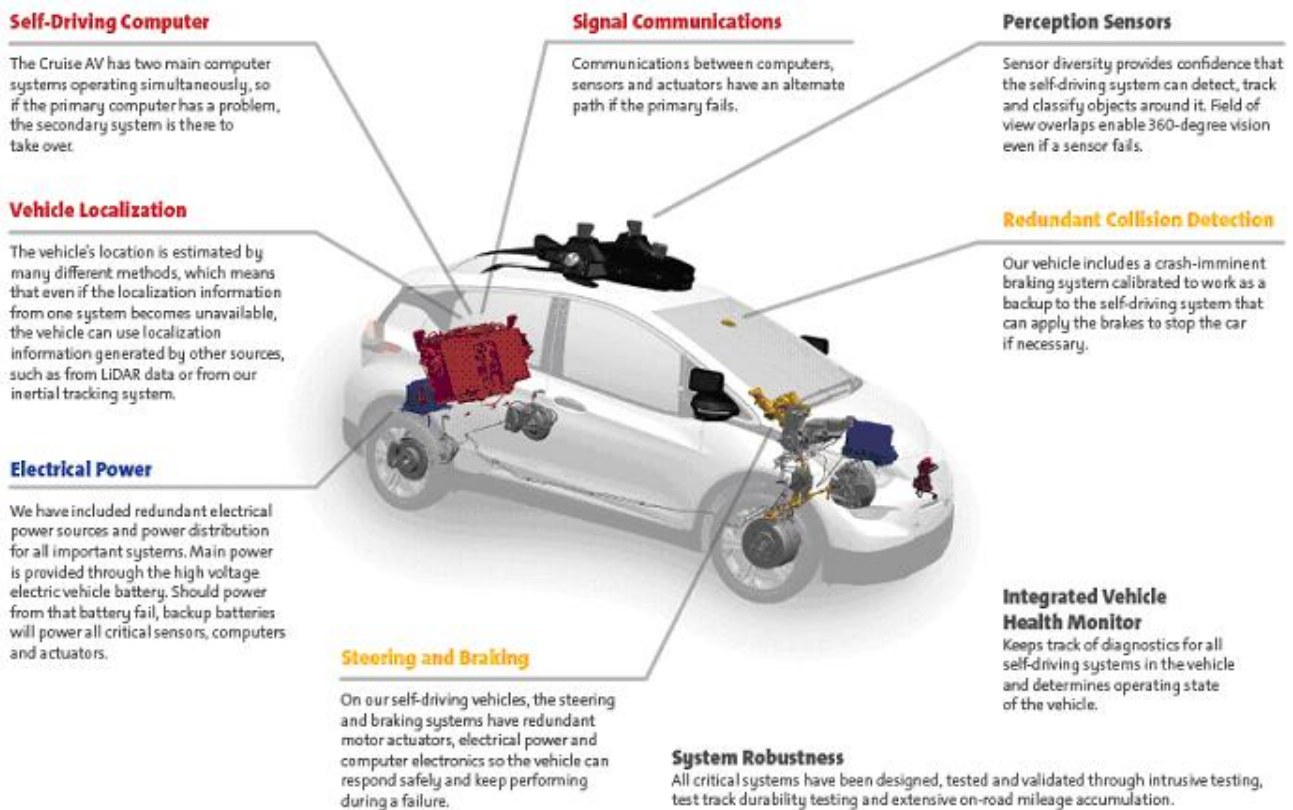 Self-Driving Computer
The Cruise AV has two main computer
systems operating simultaneously, so
if the primary computer has a problem,
the secondary system is there to
take over.
Signal Communications
Communications between computers,
sensors and actuators have an alternate
path if the primary fails.
Perception Sensors
Sensor diversity provides confidence that
the self-driving system can detect, track
and classify objects around it. Field of
view overlaps enable 360-degree vision
even if a sensor fails.
Vehicle Localization
The vehicle's location is estimated by
many different methods, which means
that even if the localization information
from one system becomes unavailable,
the vehicle can use localization
information generated by other sources,
such as from LiDAR data or from our
inertial tracking system.
Redundant Collision Detection
Our vehicle includes a crash-imminent
braking system calibrated to work as a
backup to the self-driving system that
can apply the brakes to stop the car
if necessary.
Electrical Power
We have included redundant electrical
power sources and power distribution
for all important systems. Main power
is provided through the high voltage
electric vehicle battery. Should power
from that battery fail, backup batteries
will power all critical sensors, computers
and actuators.
Steering and Braking
On our self-driving vehicles, the steering
and braking systems have redundant
motor actuators, electrical power and
computer electronics so the vehicle can
respond safely and keep performing
during a failure.
Integrated Vehicle
Health Monitor
Keeps track of diagnostics for all
self-driving systems in the vehicle
and determines operating state
of the vehicle.
System Robustness
All critical systems have been designed, tested and validated through intrusive testing,
test track durability testing and extensive on-road mileage accumulation.